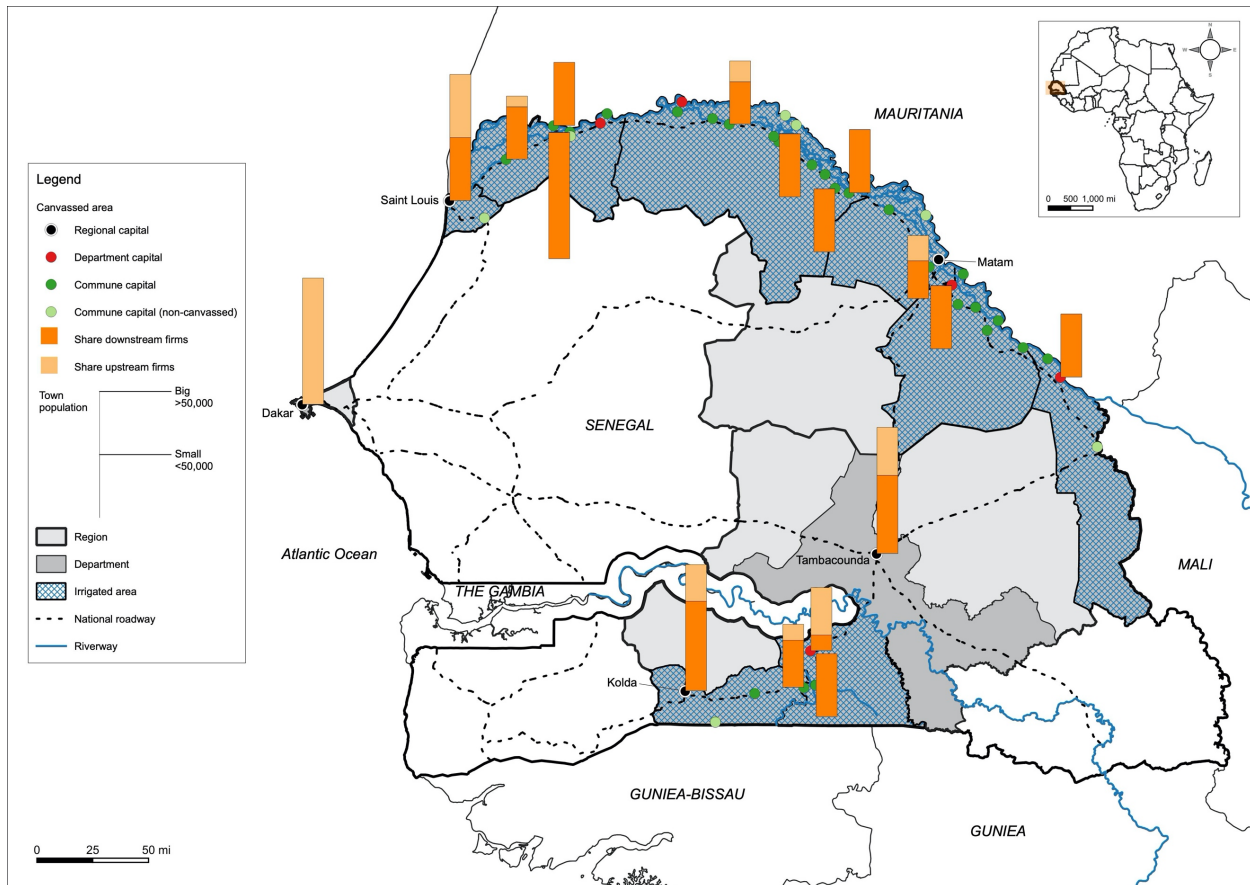 N
W
E
S
0 500 1,000 mi
MAURITANIA
Legend
Canvassed area
Regional capital
Department capital
Commune capital
Commune capital (non-canvassed)
Share downstream firms
Share upstream firms
Town
population
Big
>50,000
Small
<50,000
Region
Department
Irrigated area
National roadway
Riverway
Saint Louis
Matam
Dakar
SENEGAL
Atlantic Ocean
Tambacounda
MALI
THE GAMBIA
Kolda
GUNIEA-BISSAU
GUNIEA
0 25 50 mi